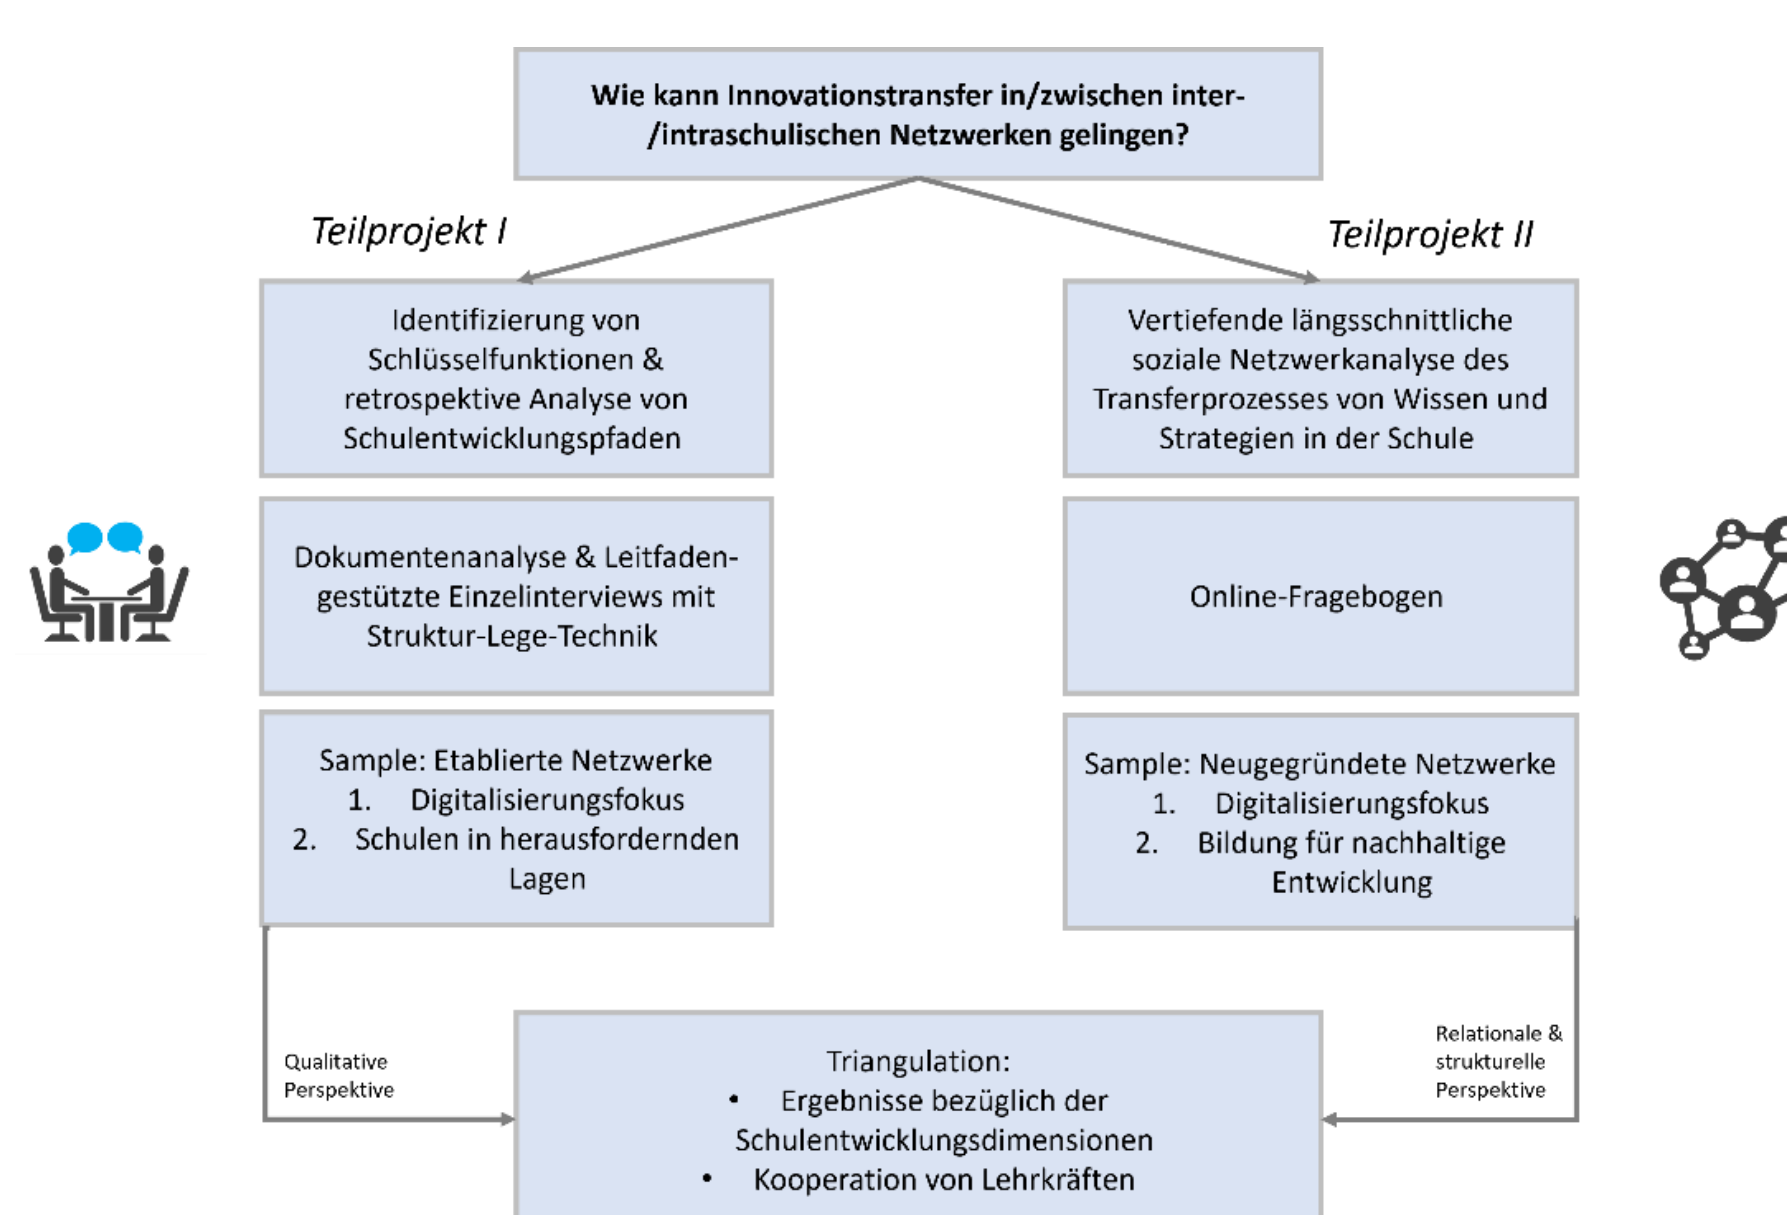 Wie kann Innovationstransfer in/zwischen inter-
/intraschulischen Netzwerken gelingen?
Teilprojekt I
Identifizierung von
Schlüsselfunktionen &
retrospektive Analyse von
Schulentwicklungspfaden
Dokumentenanalyse & Leitfaden-
gestützte Einzelinterviews mit
Struktur-Lege-Technik
Sample: Etablierte Netzwerke
1. Digitalisierungsfokus
2. Schulen in herausfordernden
Lagen
Qualitative
Perspektive
Teilprojekt II
Vertiefende längsschnittliche
soziale Netzwerkanalyse des
Transferprozesses von Wissen und
Strategien in der Schule
Online-Fragebogen
Sample: Neugegründete Netzwerke
1. Digitalisierungsfokus
2. Bildung für nachhaltige
Entwicklung
Relationale &
strukturelle
Perspektive
Triangulation:
• Ergebnisse bezüglich der
Schulentwicklungsdimensionen
• Kooperation von Lehrkräften